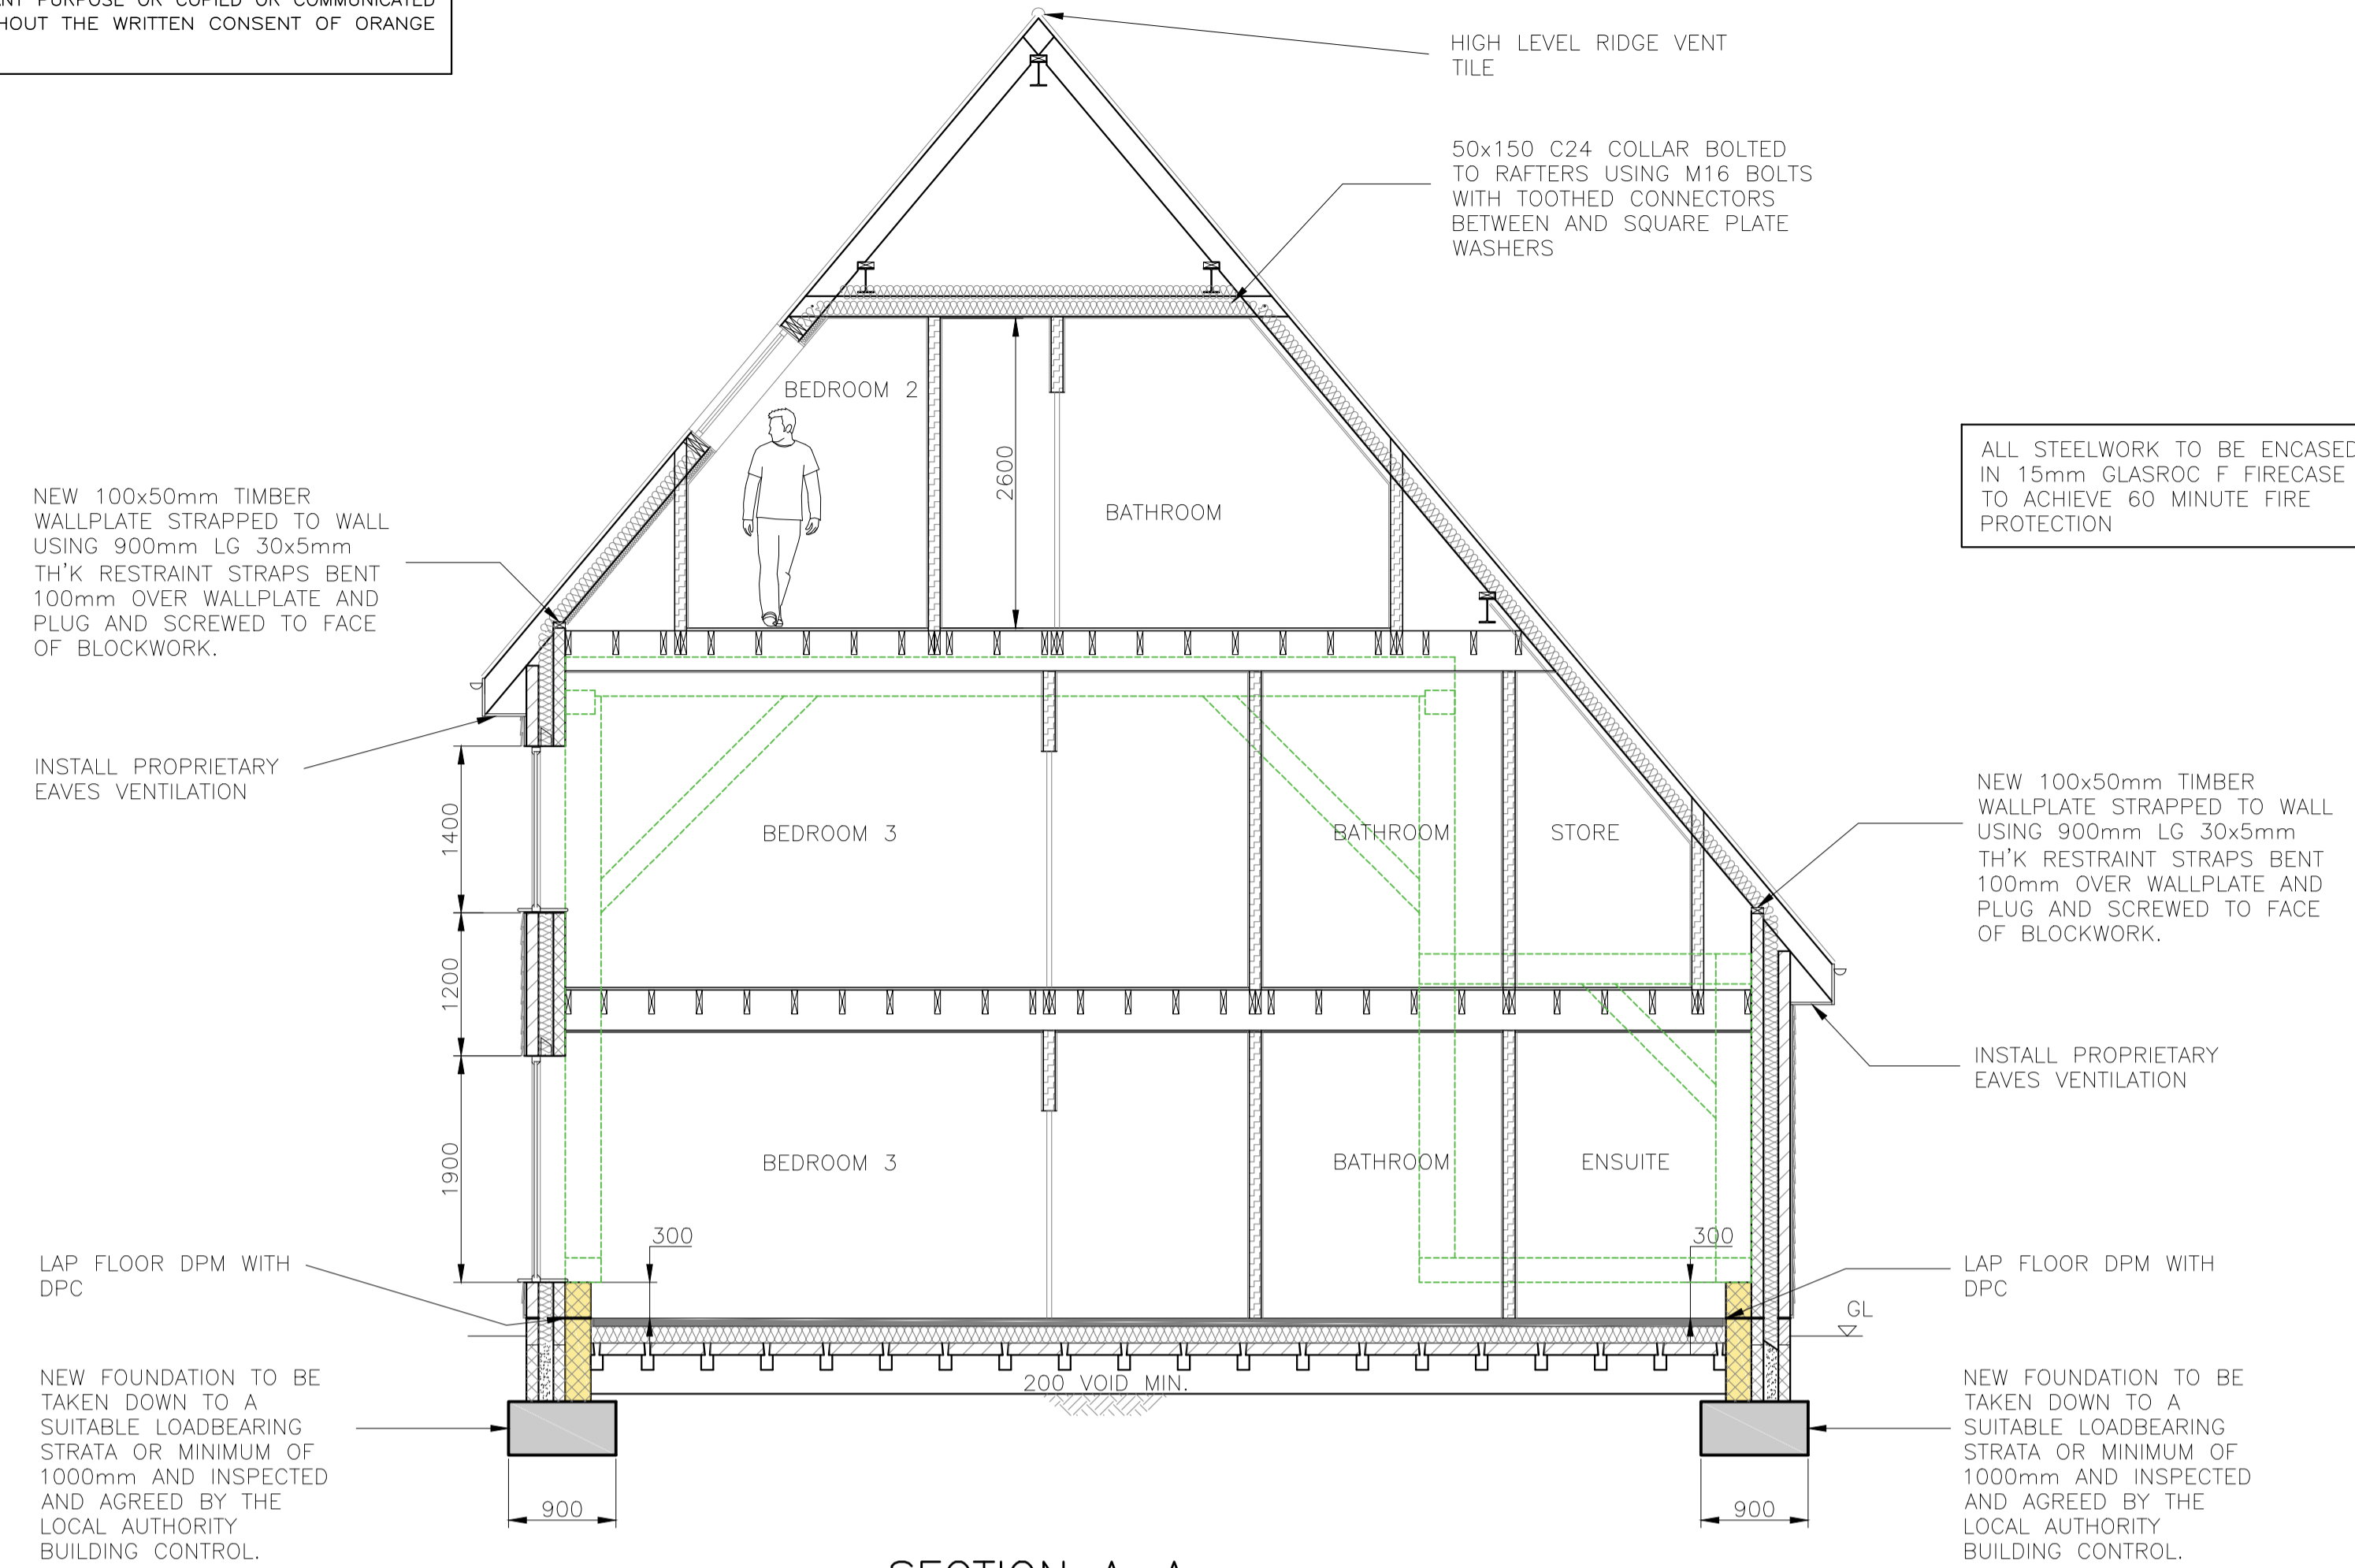 ANY PURPOSE OR COPIED OR COMMUNICATED
WITHOUT THE WRITTEN CONSENT OF ORANGE
HIGH LEVEL RIDGE VENT
TILE
50x150 C24 COLLAR BOLTED
TO RAFTERS USING M16 BOLTS
WITH TOOTHED CONNECTORS
BETWEEN AND SQUARE PLATE
WASHERS
BEDROOM 2
2600
BATHROOM
ALL STEELWORK TO BE ENCASED
IN 15mm GLASROC F FIRECASE
TO ACHIEVE 60 MINUTE FIRE
PROTECTION
NEW 100x50mm TIMBER
WALLPLATE STRAPPED TO WALL
USING 900mm LG 30x5mm
TH'K RESTRAINT STRAPS BENT
100mm OVER WALLPLATE AND
PLUG AND SCREWED TO FACE
OF BLOCKWORK.
INSTALL PROPRIETARY
EAVES VENTILATION
1400
BEDROOM 3
BATHROOM
STORE
NEW 100x50mm TIMBER
WALLPLATE STRAPPED TO WALL
USING 900mm LG 30x5mm
TH'K RESTRAINT STRAPS BENT
100mm OVER WALLPLATE AND
PLUG AND SCREWED TO FACE
OF BLOCKWORK.
1200
INSTALL PROPRIETARY
EAVES VENTILATION
1900
BEDROOM 3
BATHROOM
ENSUITE
300
300
LAP FLOOR DPM WITH
DPC
LAP FLOOR DPM WITH
DPC
GL
200 VOID MIN.
NEW FOUNDATION TO BE
TAKEN DOWN TO A
SUITABLE LOADBEARING
STRATA OR MINIMUM OF
1000mm AND INSPECTED
AND AGREED BY THE
LOCAL AUTHORITY
BUILDING CONTROL.
900
900
NEW FOUNDATION TO BE
TAKEN DOWN TO A
SUITABLE LOADBEARING
STRATA OR MINIMUM OF
1000mm AND INSPECTED
AND AGREED BY THE
LOCAL AUTHORITY
BUILDING CONTROL.
SECTION A-A